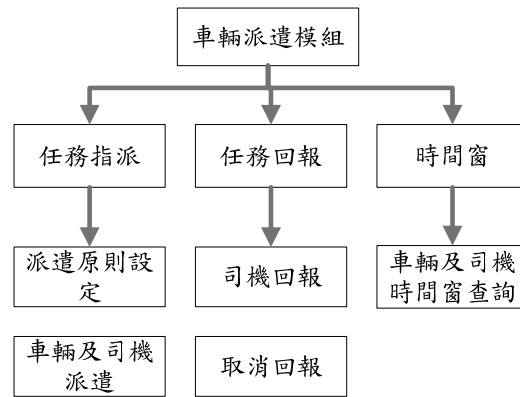 車輛派遣模組
任務指派
任務回報
時間窗
派遣原則設
定
司機回報
車輛及司機
時間窗查詢
車輛及司機
派遣
取消回報